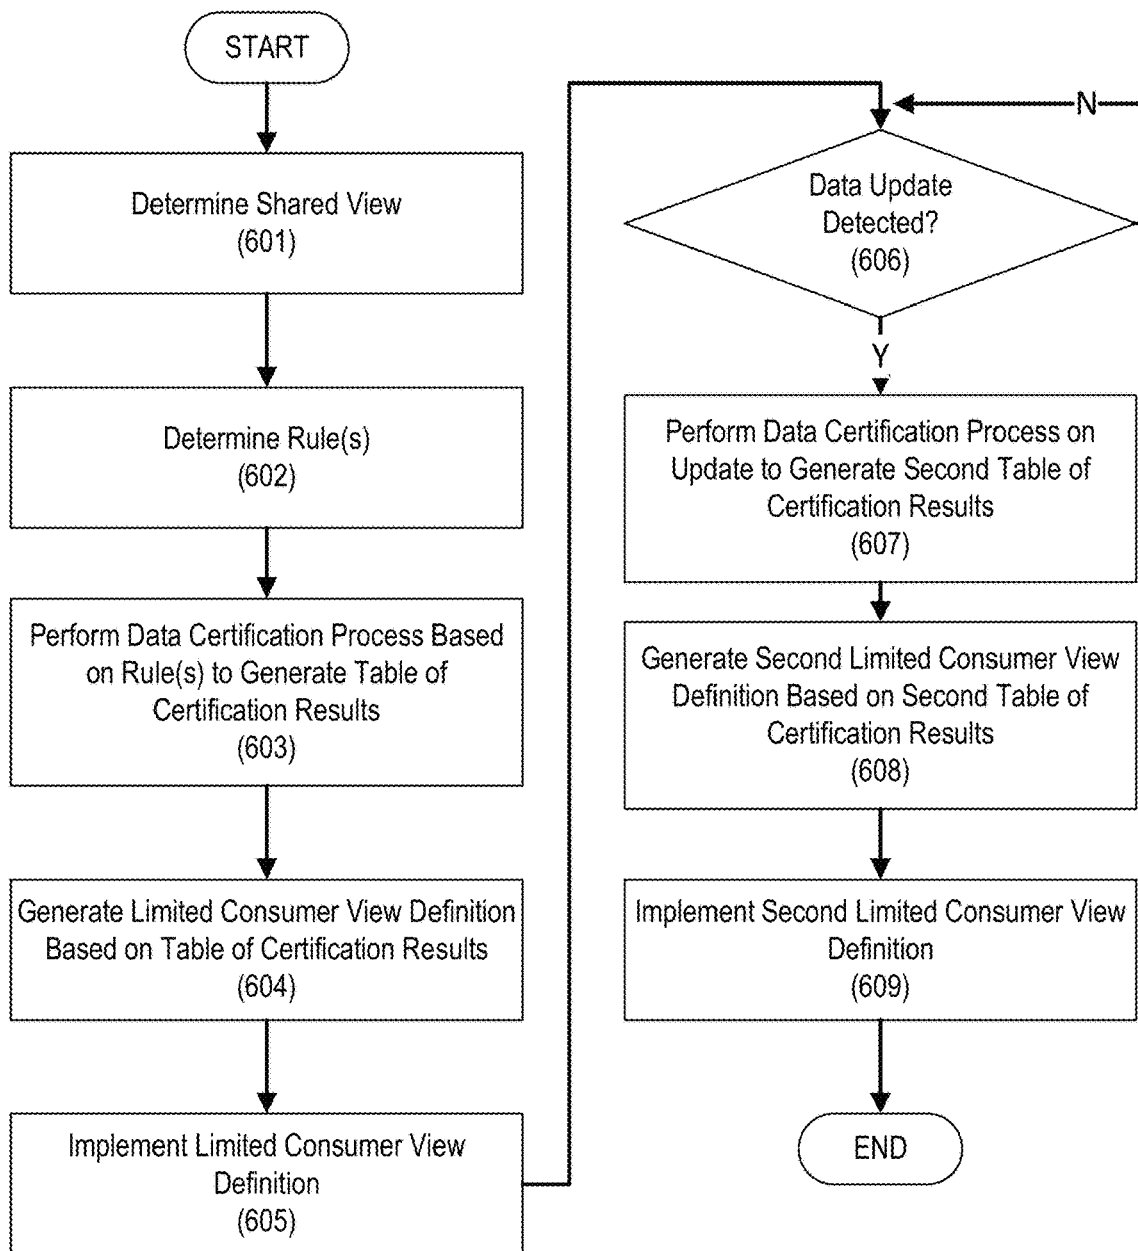 START
Determine Shared View
(601)
Determine Rule(s)
(602)
Perform Data Certification Process Based
on Rule(s) to Generate Table of
Certification Results
(603)
Generate Limited Consumer View Definition
Based on Table of Certification Results
(604)
Implement Limited Consumer View
Definition
(605)
N
Data Update
Detected?
(606)
Y
Perform Data Certification Process on
Update to Generate Second Table of
Certification Results
(607)
Generate Second Limited Consumer View
Definition Based on Second Table of
Certification Results
(608)
Implement Second Limited Consumer View
Definition
(609)
END